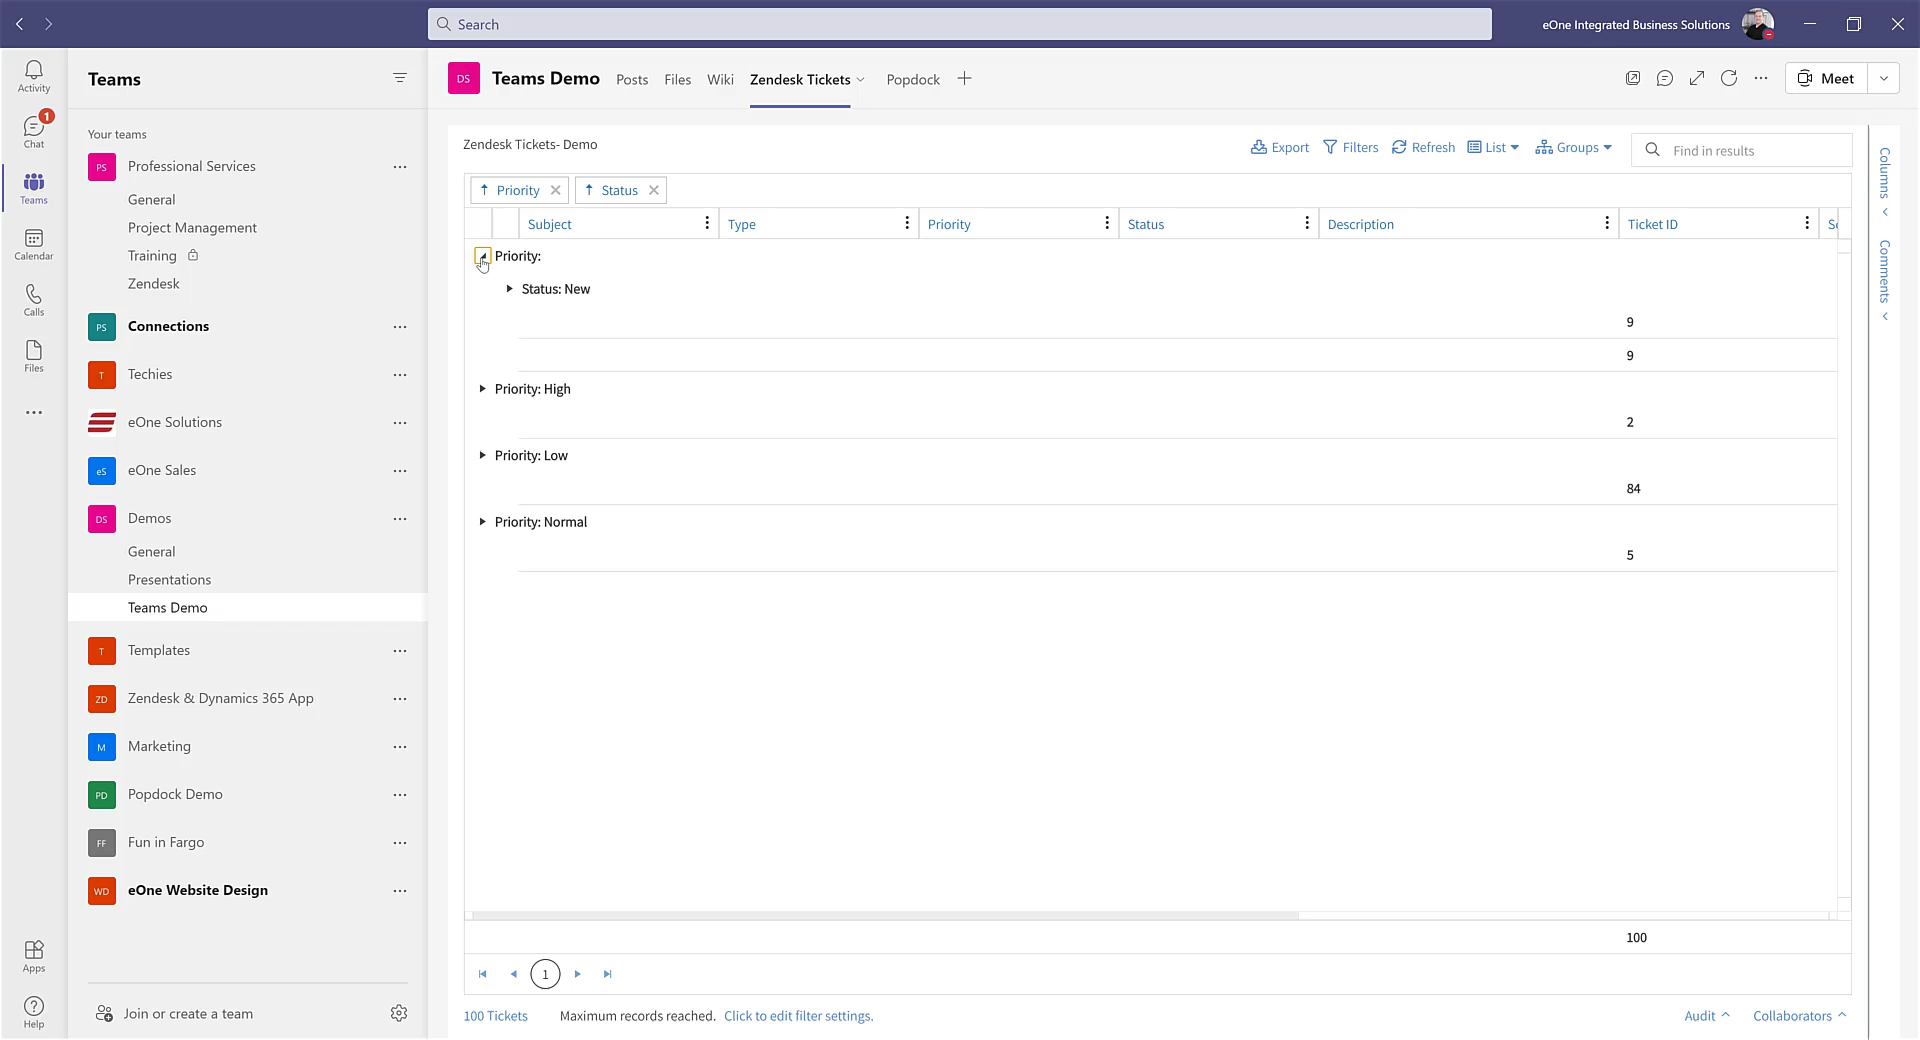 Search
eOne Integrated Business Solutions
Activity
1
Chat
Teams
Calendar
Calls
Files
Apps
Help
Teams
Your teams
PS Professional Services
General
Project Management
Training
Zendesk
PS Connections
T Techies
eOne Solutions
eS eOne Sales
DS Demos
General
Presentations
Teams Demo
T Templates
ZD Zendesk & Dynamics 365 App
M Marketing
PD Popdock Demo
FF Fun in Fargo
WD eOne Website Design
Join or create a team
DS Teams Demo Posts Files Wiki Zendesk Tickets Popdock Meet
Zendesk Tickets- Demo
Export Filters Refresh List Groups Find in results
Priority Status
Subject Type Priority Status Description Ticket ID
Priority:
Status: New
9
9
Priority: High
2
Priority: Low
84
Priority: Normal
5
100
1
100 Tickets Maximum records reached. Click to edit filter settings. Audit Collaborators
Columns
Comments